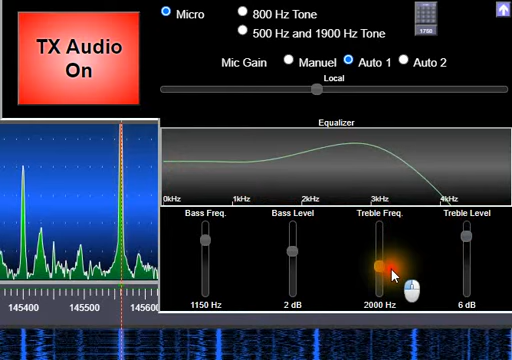 TX Audio
On
Micro
800 Hz Tone
500 Hz and 1900 Hz Tone
1750
Mic Gain
Manuel
Auto 1
Auto 2
Local
Equalizer
0kHz 1kHz 2kHz 3kHz 4kHz
Bass Freq. Bass Level Treble Freq. Treble Level
1150 Hz 2 dB 2000 Hz 6 dB
145400 145500 145600